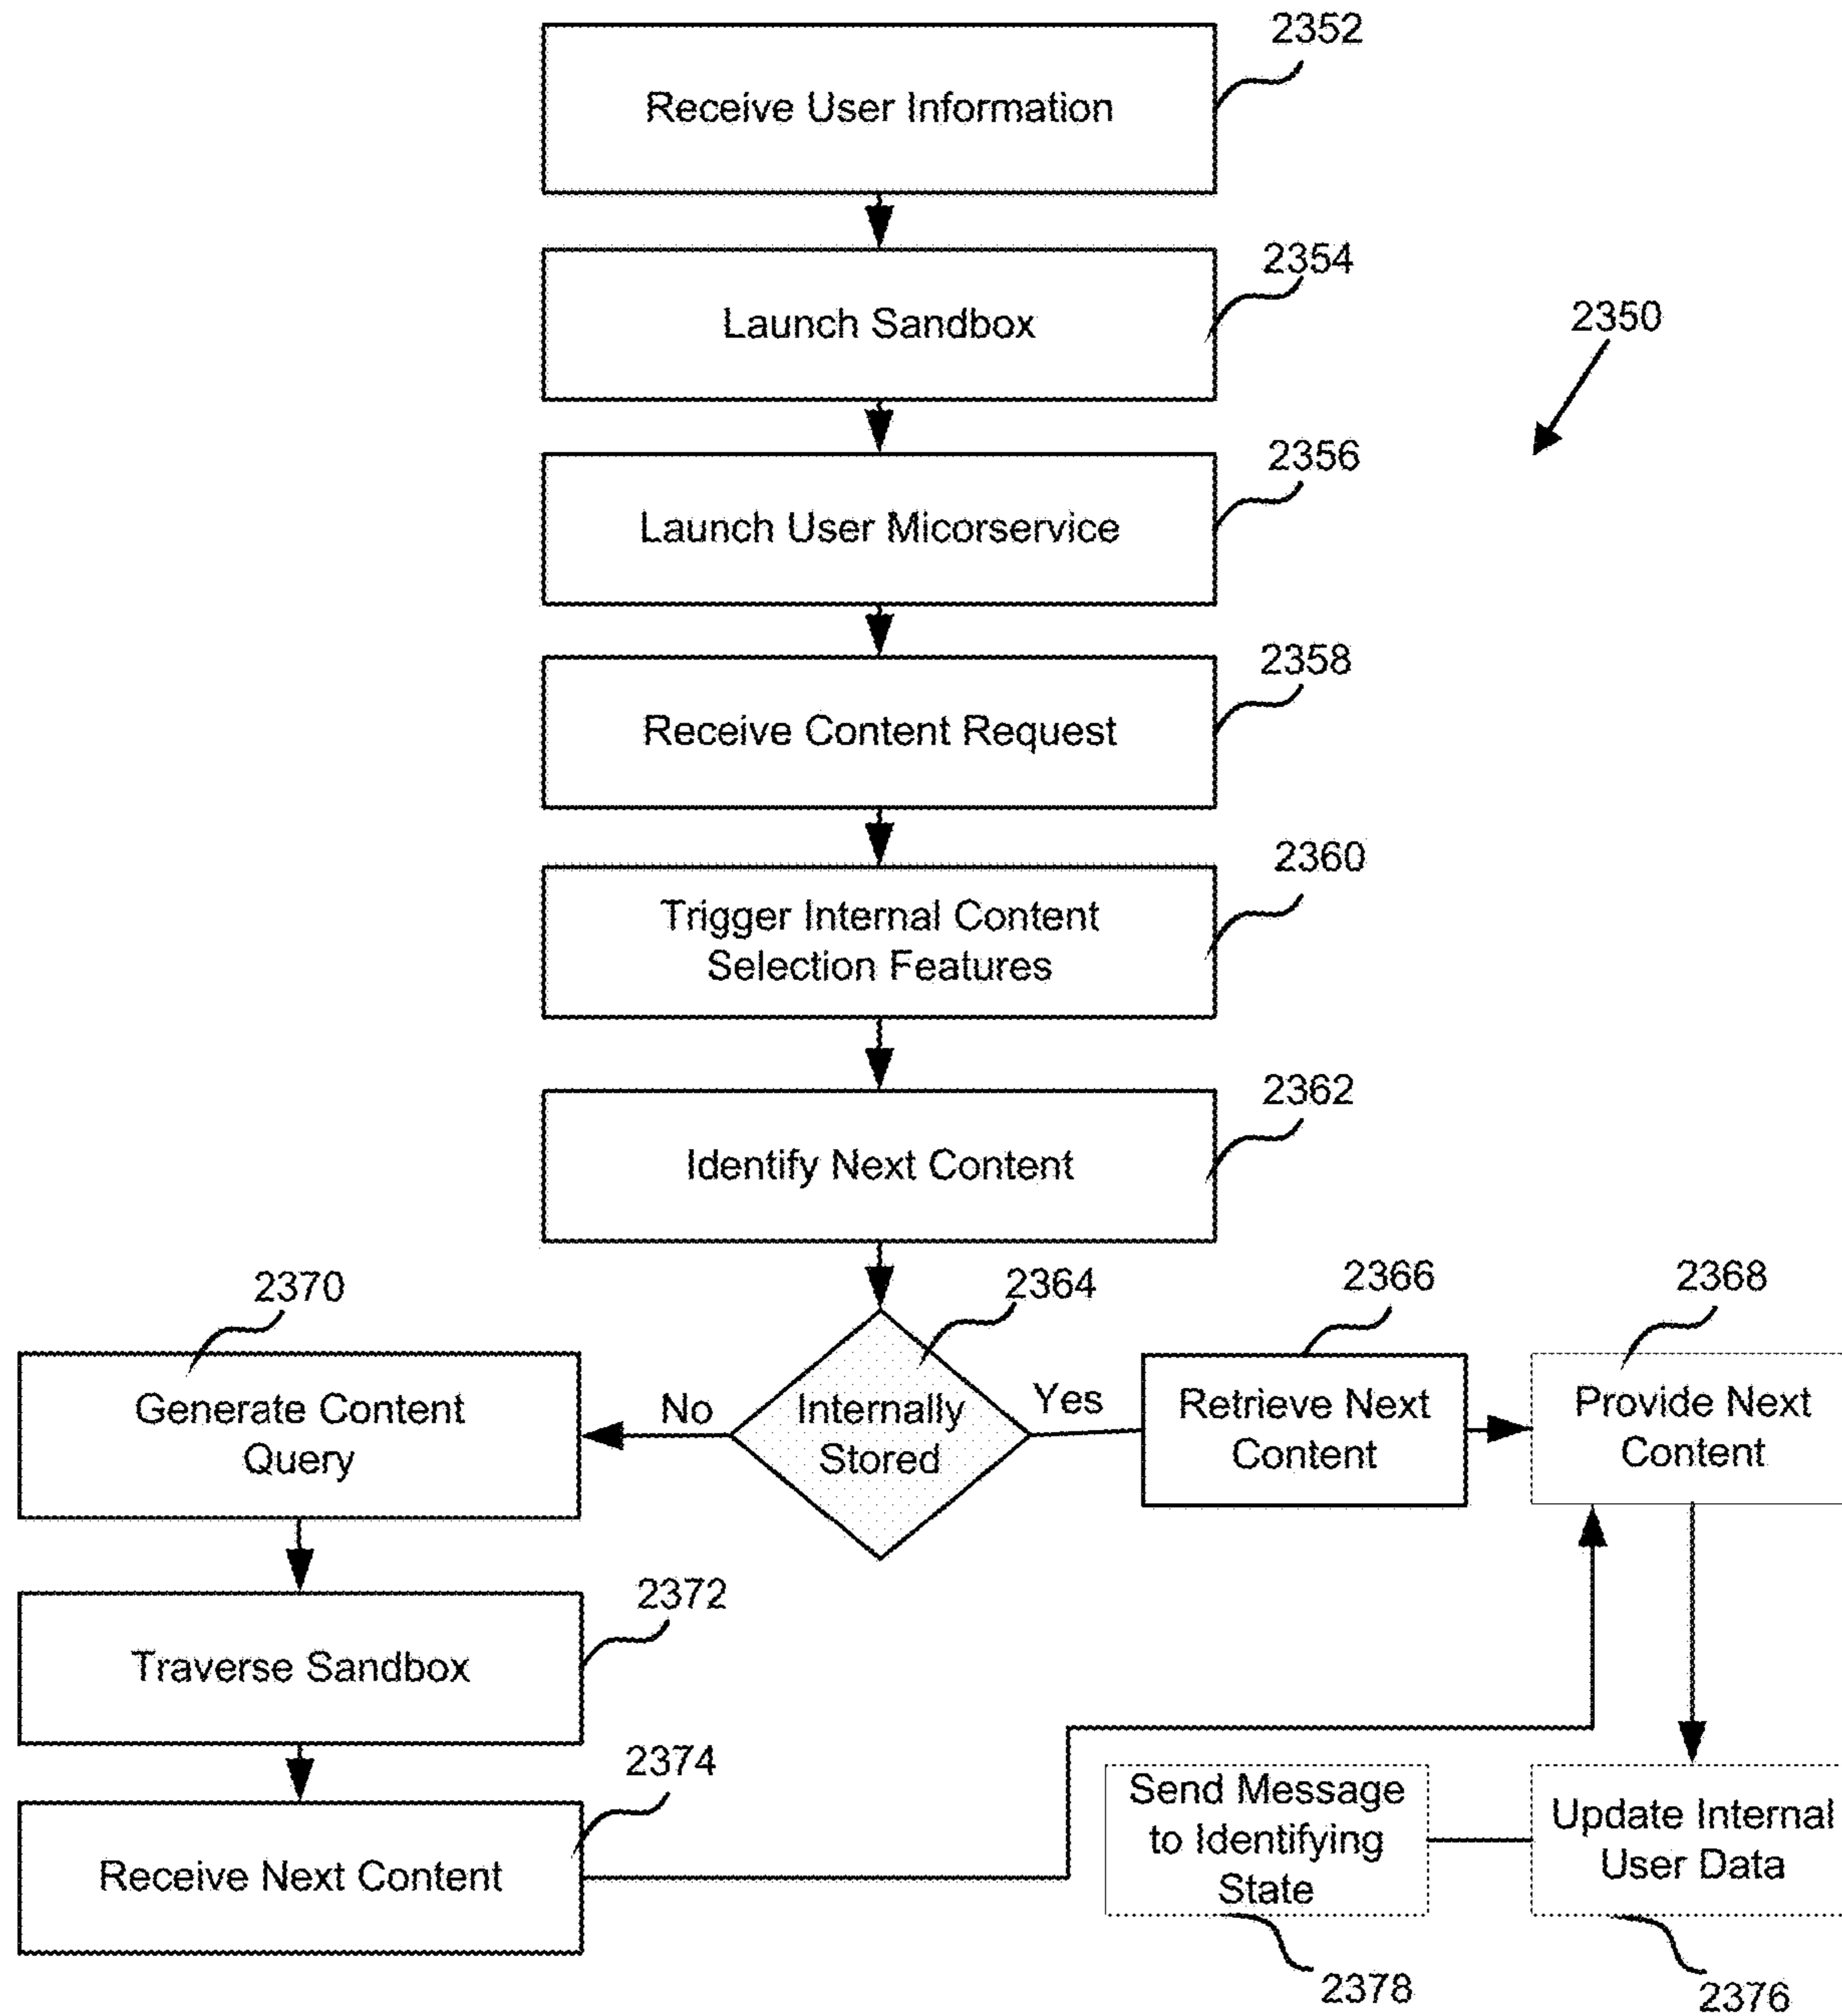 2352
Receive User Information
2354
Launch Sandbox
2350
2356
Launch User Micorservice
2358
Receive Content Request
2360
Trigger Internal Content
Selection Features
2362
Identify Next Content
2364
2366
2368
2370
Generate Content
Query
No
Internally
Stored
Yes
Retrieve Next
Content
Provide Next
Content
2372
Traverse Sandbox
2374
Receive Next Content
Send Message
to Identifying
State
Update Internal
User Data
2378
2376